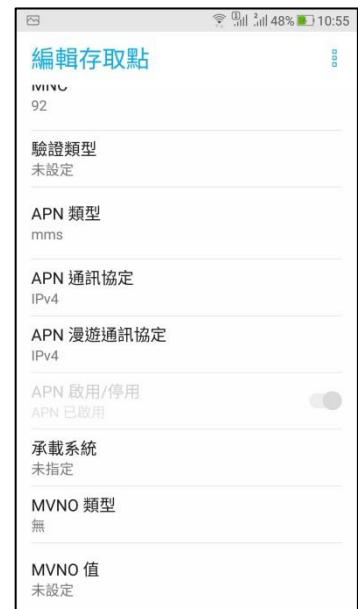 48% 10:55
編輯存取點
MNC
92
驗證類型
未設定
APN 類型
mms
APN 通訊協定
IPv4
APN 漫遊通訊協定
IPv4
APN 啟用/停用
APN 已啟用
承載系統
未指定
MVNO 類型
無
MVNO 值
未設定